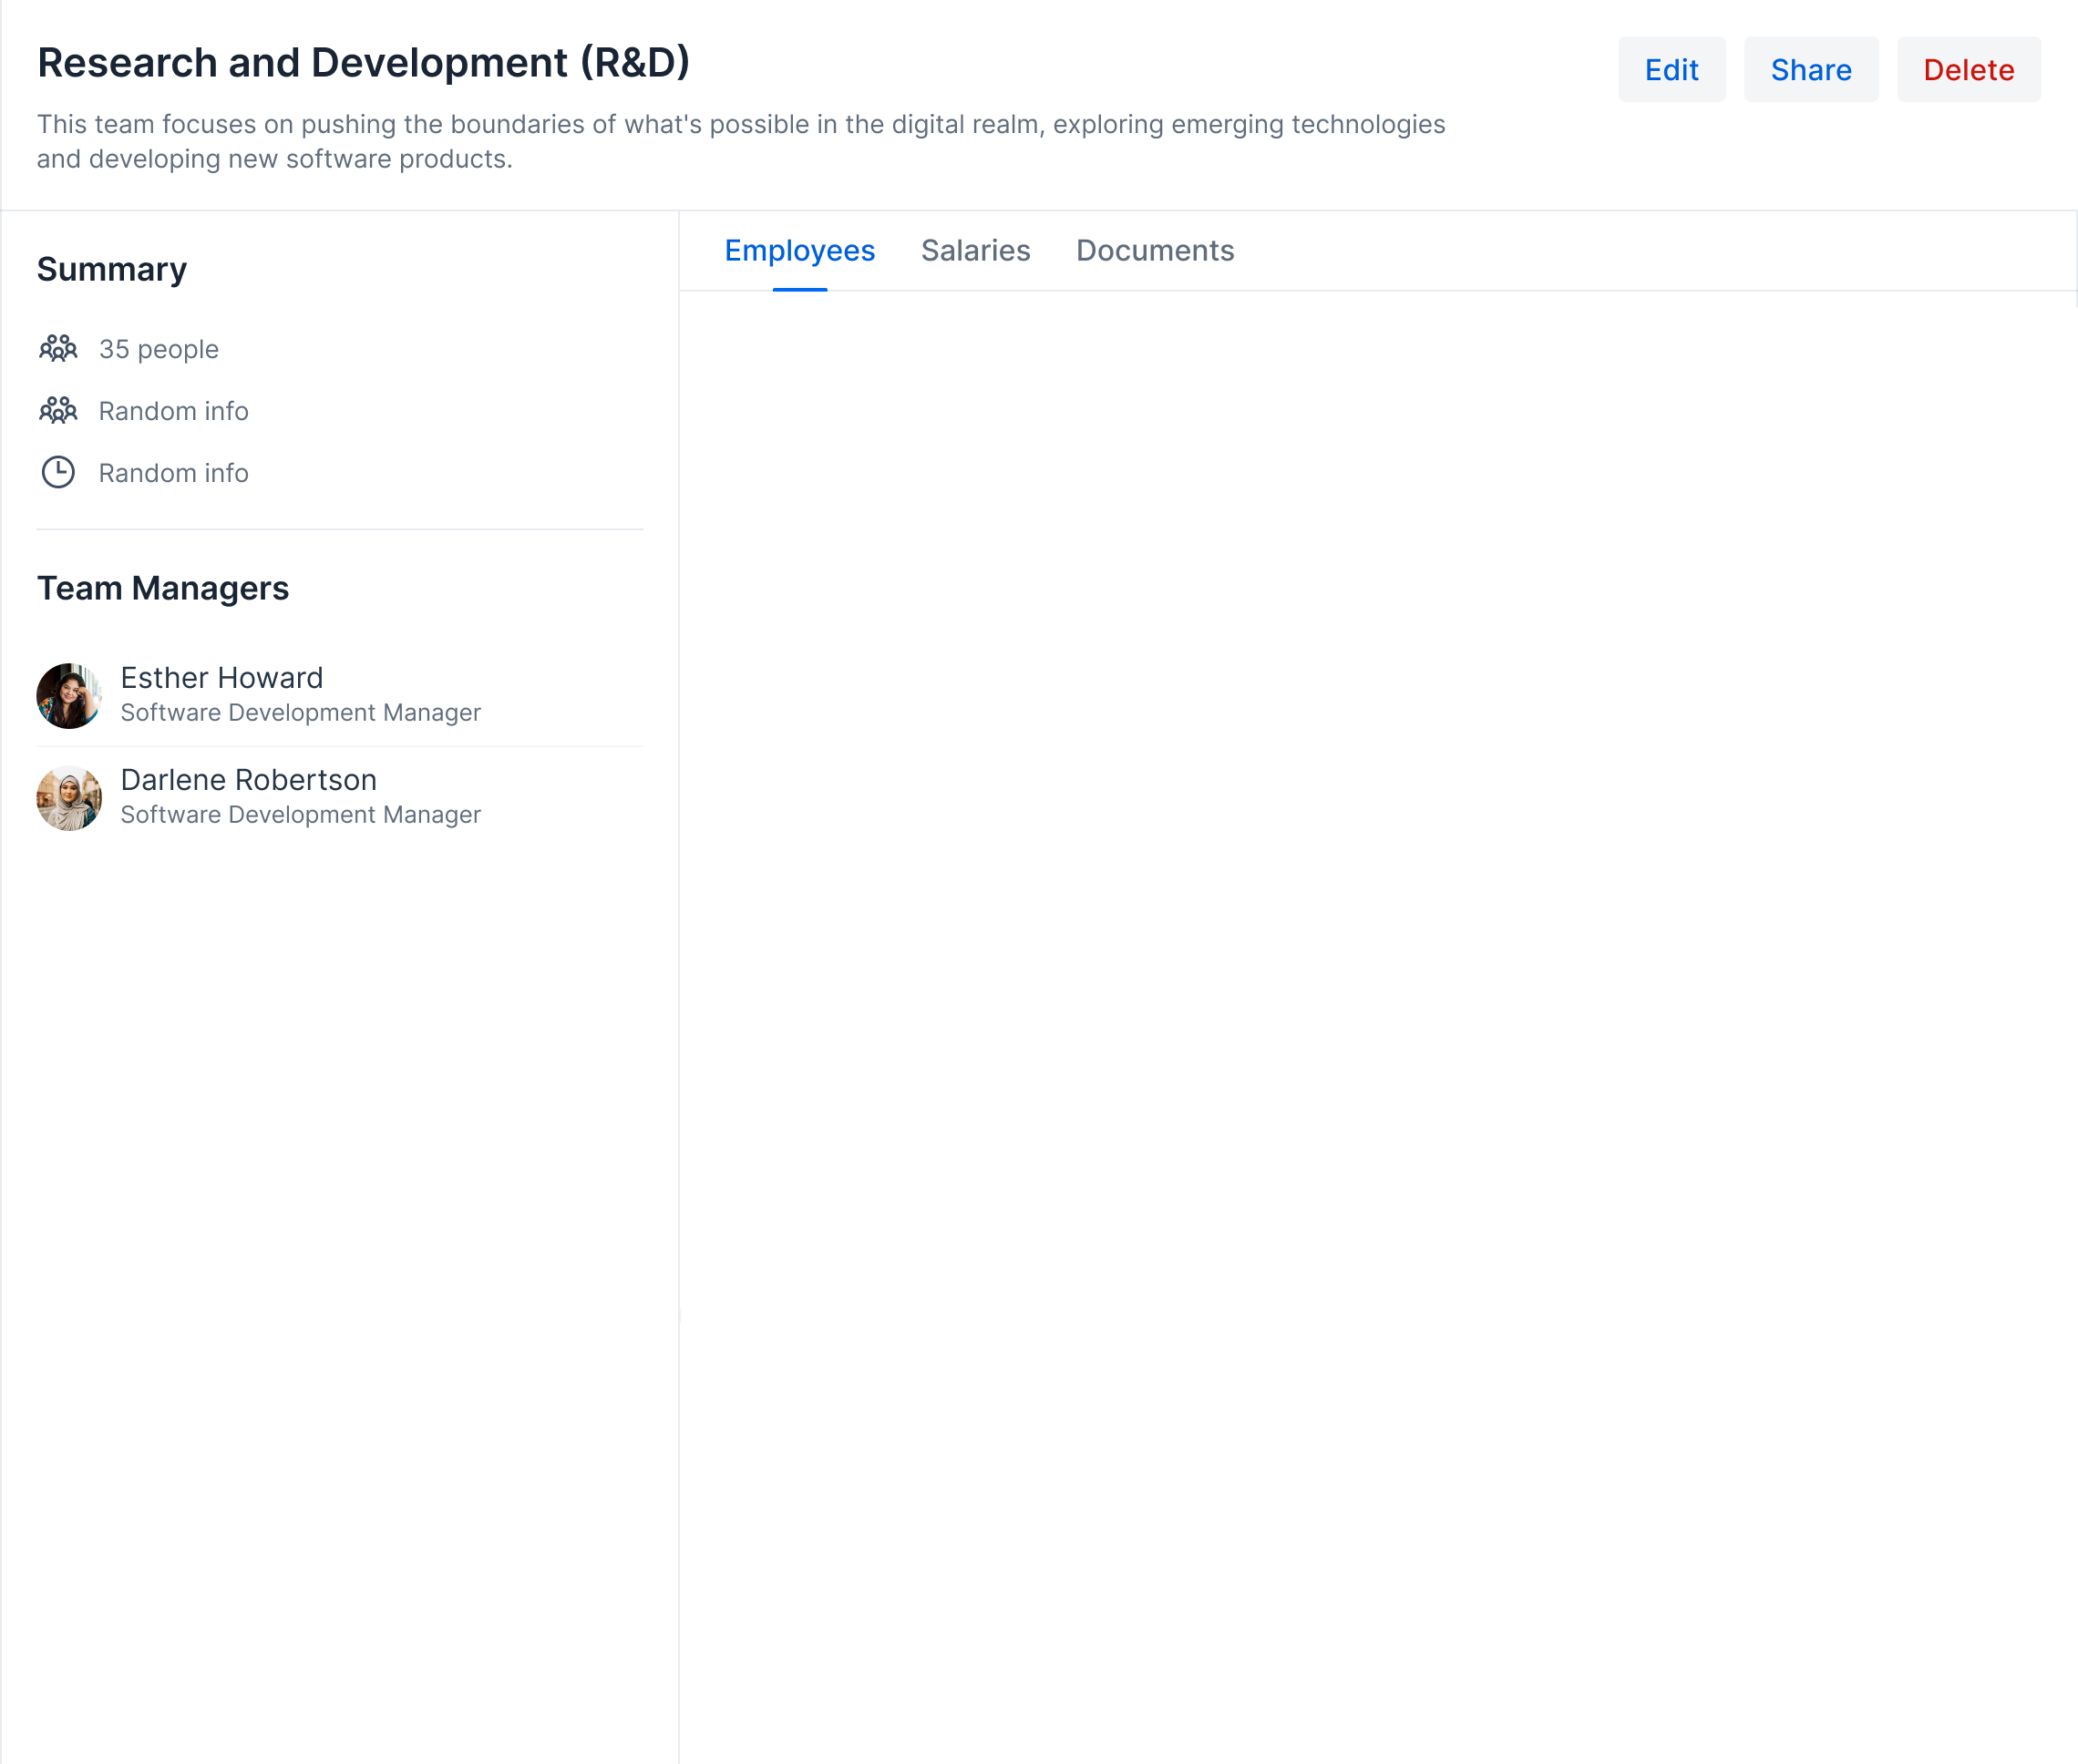 Research and Development (R&D)
Edit
Share
Delete
This team focuses on pushing the boundaries of what's possible in the digital realm, exploring emerging technologies
and developing new software products.
Summary
35 people
Random info
Random info
Team Managers
Esther Howard
Software Development Manager
Darlene Robertson
Software Development Manager
Employees
Salaries
Documents